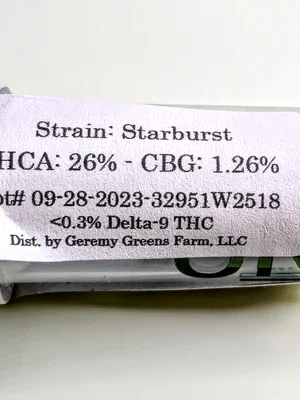 Strain: Starburst
HCA: 26% - CBG: 1.26%
ot# 09-28-2023-32951W2518
<0.3% Delta-9 THC
Dist. by Geremy Greens Farm, LLC